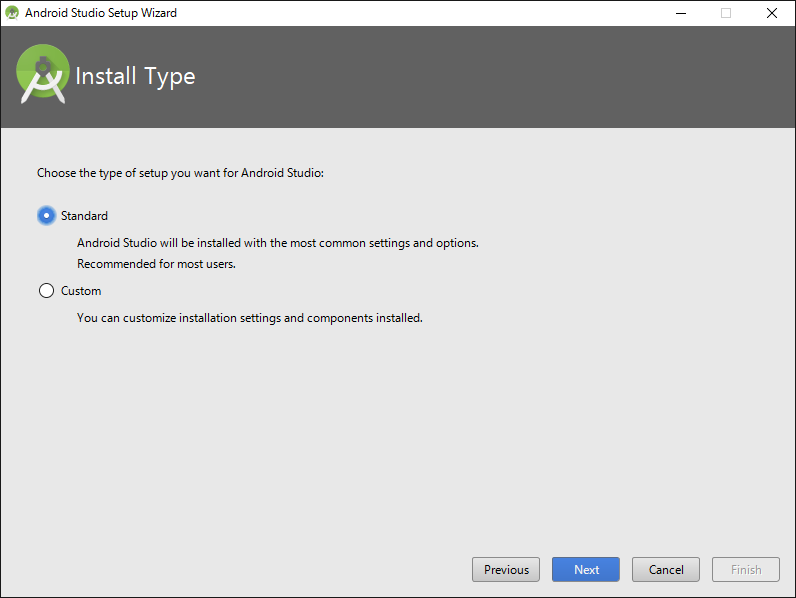 Android Studio Setup Wizard
Install Type
Choose the type of setup you want for Android Studio:
Standard
Android Studio will be installed with the most common settings and options.
Recommended for most users.
Custom
You can customize installation settings and components installed.
Previous
Next
Cancel
Finish